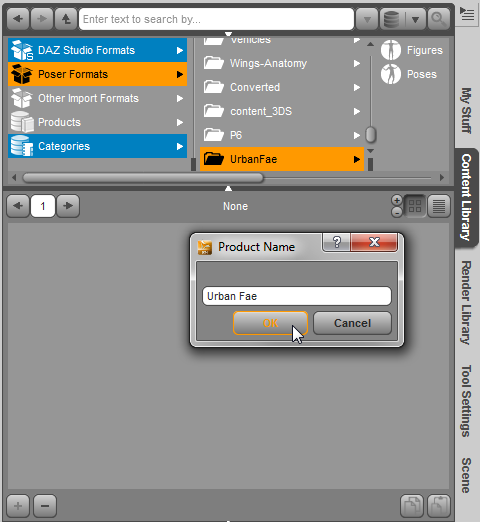 Enter text to search by...
DAZ Studio Formats
Poser Formats
Other Import Formats
Products
Categories
Vehicles
Wings-Anatomy
Converted
content_3DS
P6
UrbanFae
Figures
Poses
My Stuff
Content Library
Render Library
Tool Settings
Scene
1
None
Product Name
?
Urban Fae
OK
Cancel